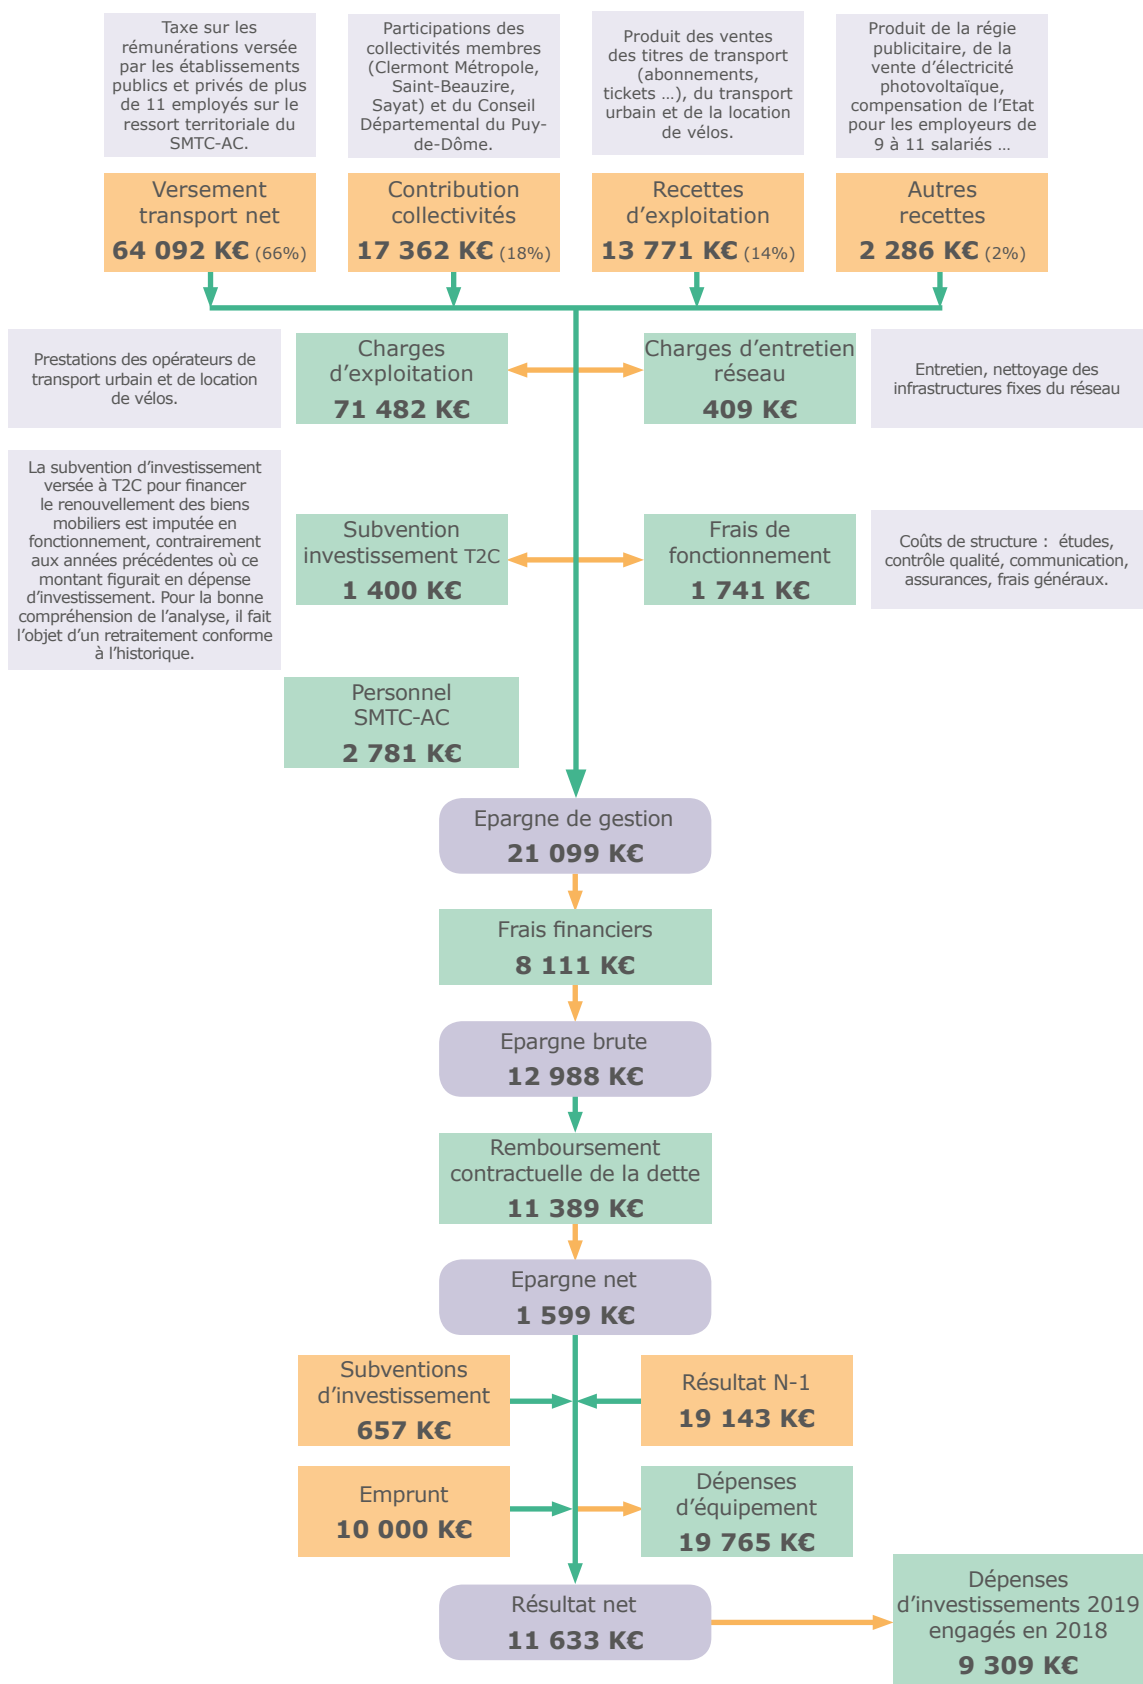 Taxe sur les
rémunérations versée
par les établissements
publics et privés de plus
de 11 employés sur le
ressort territoriale du
SMTC-AC.
Participations des
collectivités membres
(Clermont Métropole,
Saint-Beauzire,
Sayat) et du Conseil
Départemental du Puy-
de-Dôme.
Produit des ventes
des titres de transport
(abonnements,
tickets ...), du transport
urbain et de la location
de vélos.
Produit de la régie
publicitaire, de la
vente d'électricité
photovoltaïque,
compensation de l'Etat
pour les employeurs de
9 à 11 salariés ...
Versement
transport net
64 092 K€ (66%)
Contribution
collectivités
17 362 K€ (18%)
Recettes
d'exploitation
13 771 K€ (14%)
Autres
recettes
2 286 K€ (2%)
Prestations des opérateurs de
transport urbain et de location
de vélos.
Charges
d'exploitation
71 482 K€
Charges d'entretien
réseau
409 K€
Entretien, nettoyage des
infrastructures fixes du réseau
La subvention d'investissement
versée à T2C pour financer
le renouvellement des biens
mobiliers est imputée en
fonctionnement, contrairement
aux années précédentes où ce
montant figurait en dépense
d'investissement. Pour la bonne
compréhension de l'analyse, il fait
l'objet d'un retraitement conforme
à l'historique.
Subvention
investissement T2C
1 400 K€
Frais de
fonctionnement
1 741 K€
Coûts de structure : études,
contrôle qualité, communication,
assurances, frais généraux.
Personnel
SMTC-AC
2 781 K€
Epargne de gestion
21 099 K€
Frais financiers
8 111 K€
Epargne brute
12 988 K€
Remboursement
contractuelle de la dette
11 389 K€
Epargne net
1 599 K€
Subventions
d'investissement
657 K€
Résultat N-1
19 143 K€
Emprunt
10 000 K€
Dépenses
d'équipement
19 765 K€
Résultat net
11 633 K€
Dépenses
d'investissements 2019
engagés en 2018
9 309 K€